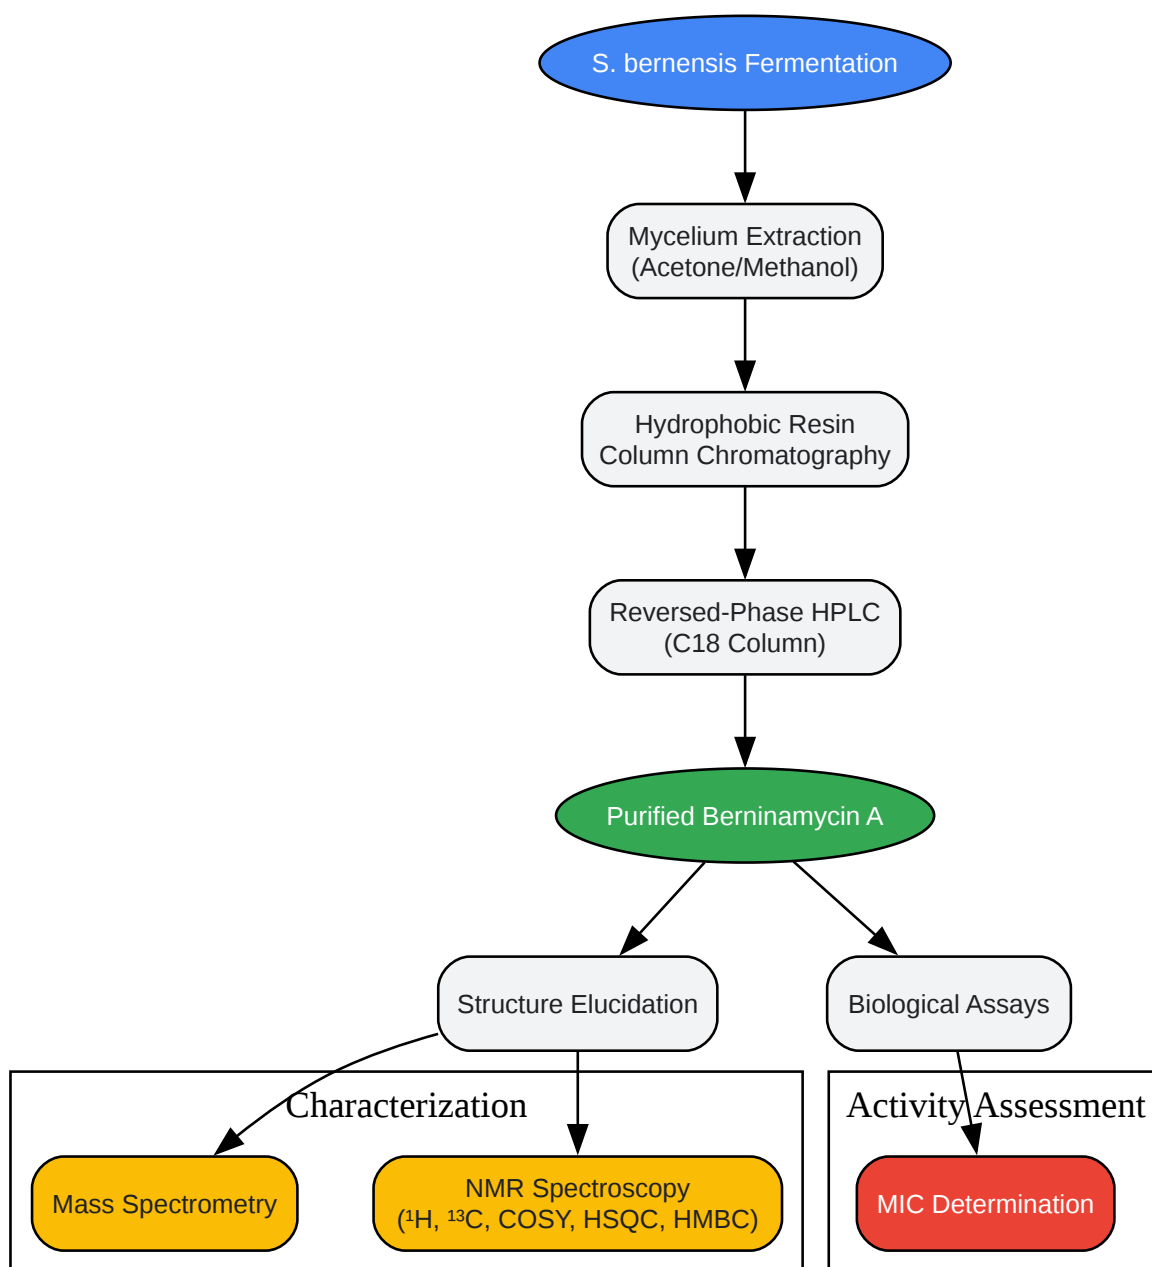 S. bernensis Fermentation
Mycelium Extraction
(Acetone/Methanol)
Hydrophobic Resin
Column Chromatography
Reversed-Phase HPLC
(C18 Column)
Purified Berninamycin A
Structure Elucidation
Biological Assays
Characterization
Activity Assessment
Mass Spectrometry
NMR Spectroscopy
(¹H, ¹³C, COSY, HSQC, HMBC)
MIC Determination